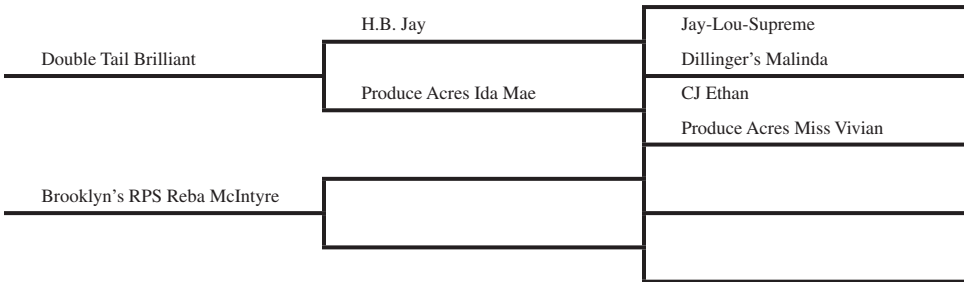 H.B. Jay
Jay-Lou-Supreme
Double Tail Brilliant
Dillinger’s Malinda
Produce Acres Ida Mae
CJ Ethan
Produce Acres Miss Vivian
Brooklyn’s RPS Reba McIntyre